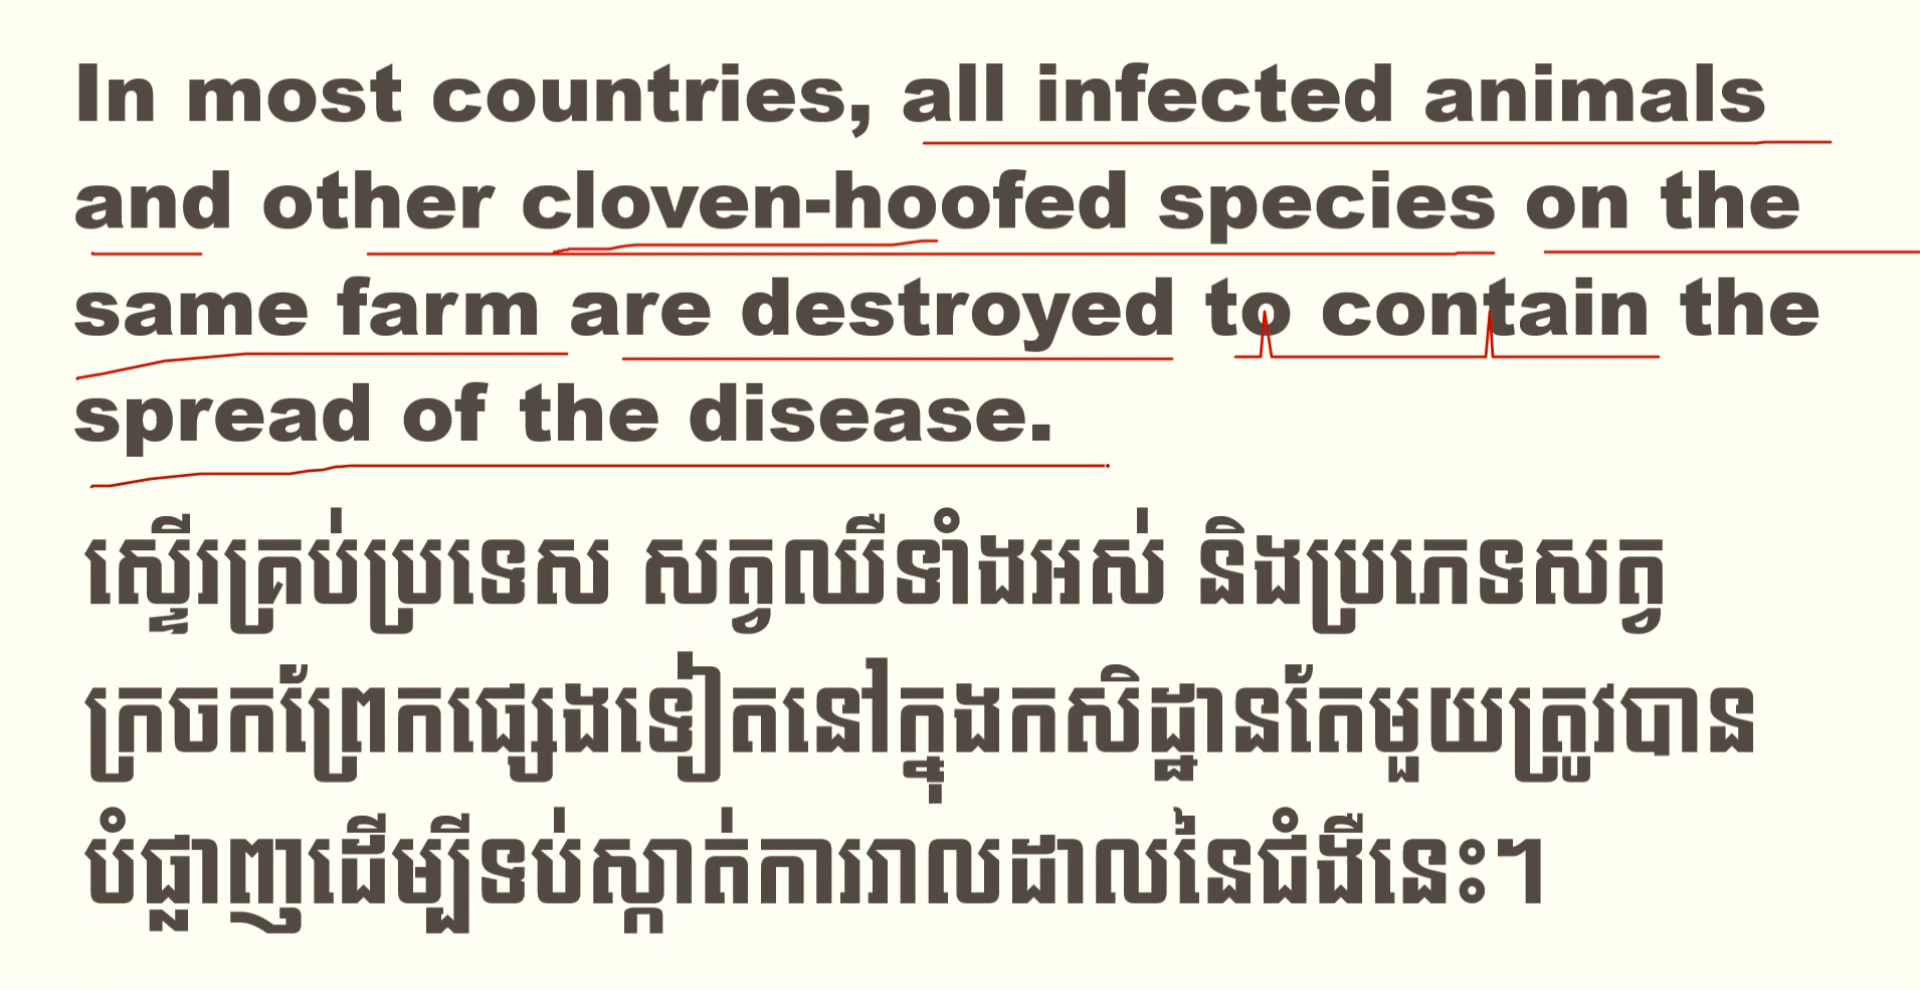 In most countries, all infected animals
and other cloven-hoofed species on the
same farm are destroyed to contain the
spread of the disease.
ស្ទើរគ្រប់ប្រទេស សត្វឈឺទាំងអស់ និងប្រភេទសត្វ
ក្រចកព្រែកផ្សេងទៀតនៅក្នុងកសិដ្ឋានតែមួយត្រូវបាន
បំផ្លាញដើម្បីទប់ស្កាត់ការរាលដាលនៃជំងឺនេះ។